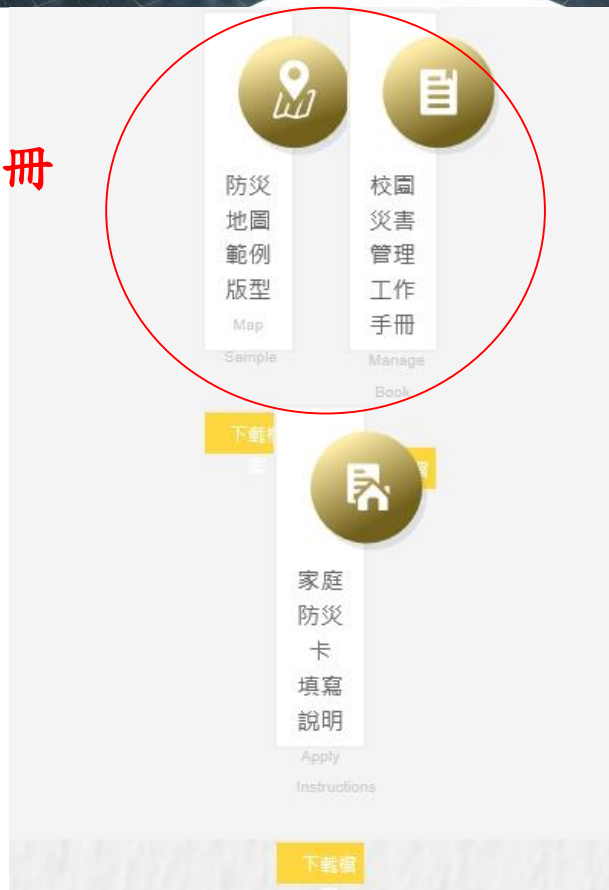 冊
防災
地圖
範例
版型
Map
Sample
下載檔
校園
災害
管理
工作
手冊
Manage
Book
檔
家庭
防災
卡
填寫
說明
Apply
Instructions
下載檔